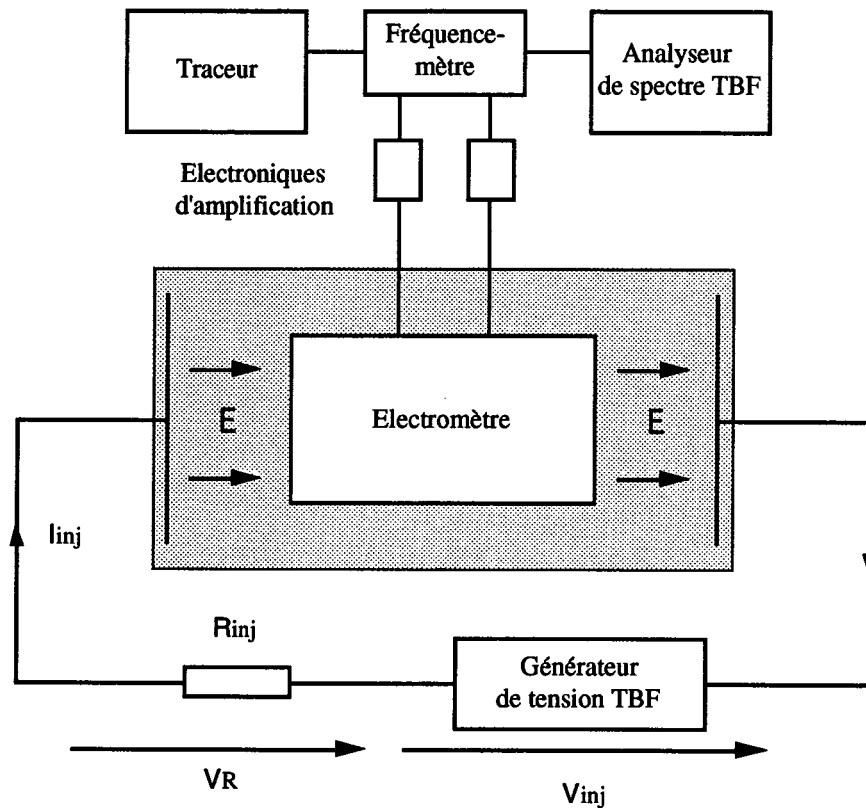 Traceur
Fréquence-
mètre
Analyseur
de spectre TBF
Electroniques
d'amplification
E
Electromètre
E
Iinj
Rinj
Générateur
de tension TBF
VR
Vinj